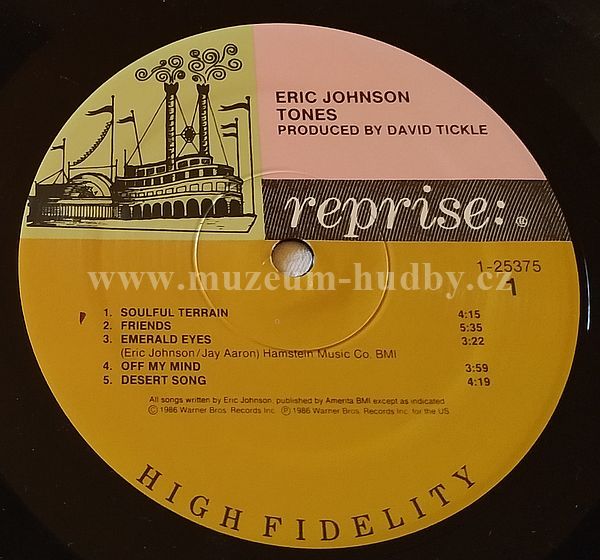 ERIC JOHNSON
TONES
PRODUCED BY DAVID TICKLE
reprise: ®
1-25375
www.muzeum-hudby.cz
1
1. SOULFUL TERRAIN 4:15
2. FRIENDS 5:35
3. EMERALD EYES 3:22
(Eric Johnson/Jay Aaron) Hamstein Music Co. BMI
4. OFF MY MIND 3:59
5. DESERT SONG 4:19
All songs written by Eric Johnson, published by Amerita BMI except as indicated.
© 1986 Warner Bros. Records Inc. ℗ 1986 Warner Bros. Records Inc. for the US
HIGH FIDELITY